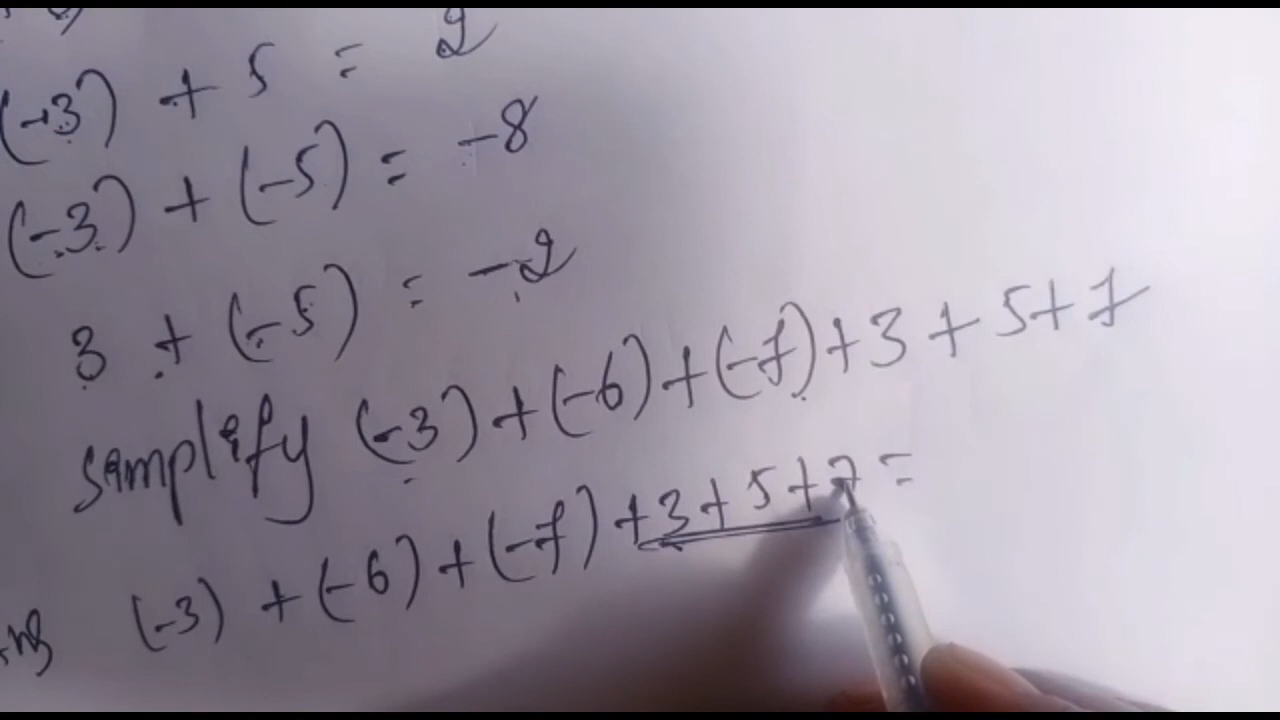 (-3) + 5 = 2
(-3) + (-5) = -8
3 + (-5) = -2
Simplify (-3) + (-6) + (-7) + 3 + 5 + 7
(-3) + (-6) + (-7) + 3 + 5 + 7 =